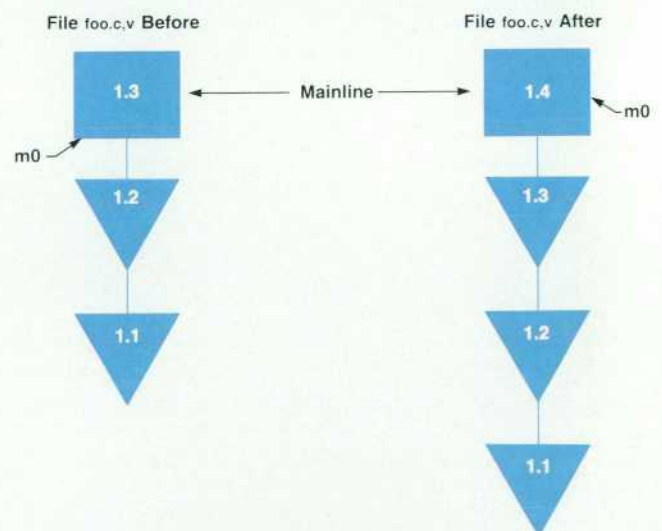 File foo.c,v Before
File foo.c,v After
1.3
Mainline
1.4
m0
m0
1.2
1.3
1.1
1.2
1.1